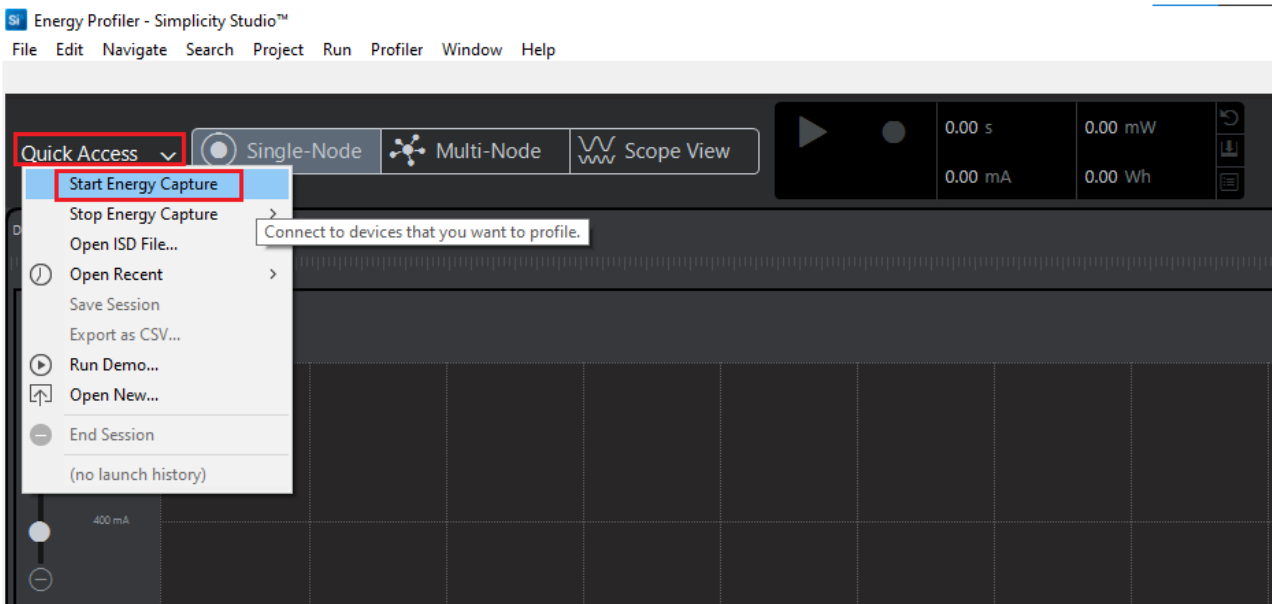 Si Energy Profiler - Simplicity Studio™
File Edit Navigate Search Project Run Profiler Window Help
Quick Access Single-Node Multi-Node Scope View
0.00 s 0.00 mW
0.00 mA 0.00 Wh
Start Energy Capture
Stop Energy Capture
Connect to devices that you want to profile.
Open ISD File...
Open Recent
Save Session
Export as CSV...
Run Demo...
Open New...
End Session
(no launch history)
400 mA